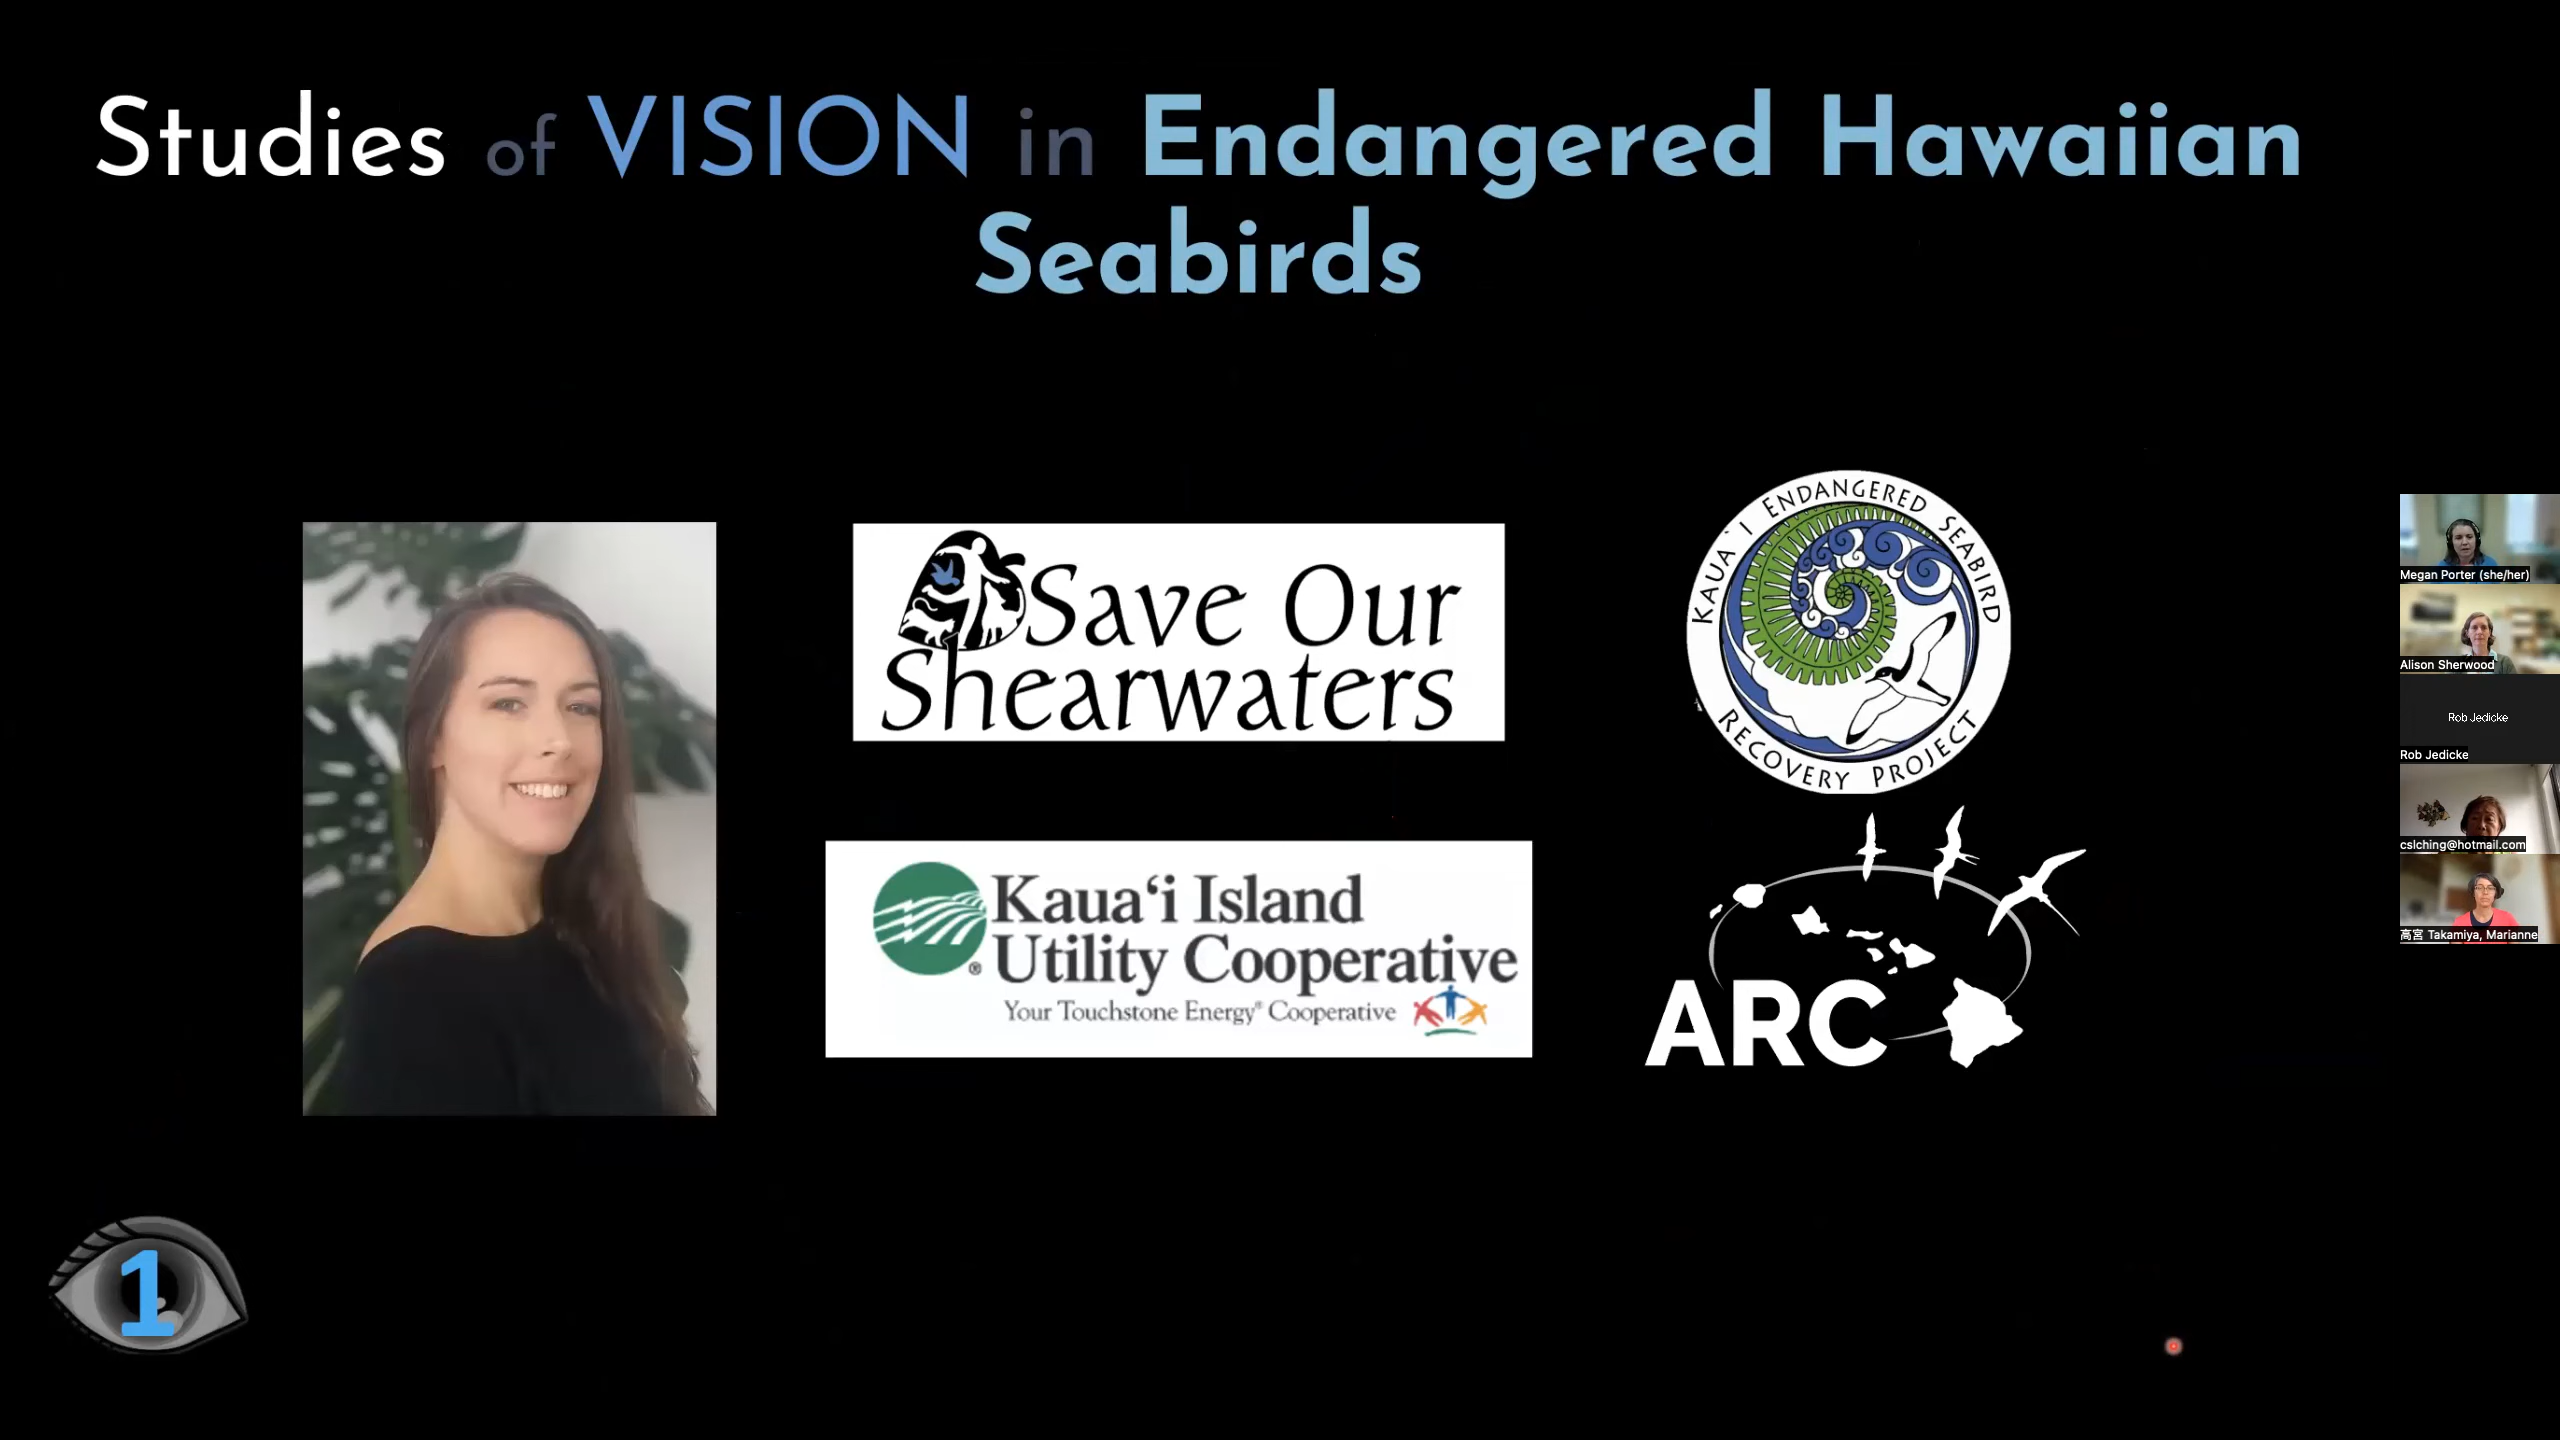 Studies of VISION in Endangered Hawaiian
Seabirds
Save Our
Shearwaters
KAUAʻI ENDANGERED SEABIRD
RECOVERY PROJECT
Kauaʻi Island
Utility Cooperative
®
Your Touchstone Energy® Cooperative
ARC
1
Megan Porter (she/her)
Alison Sherwood
Rob Jedicke
Rob Jedicke
cslching@hotmail.com
高宮 Takamiya, Marianne